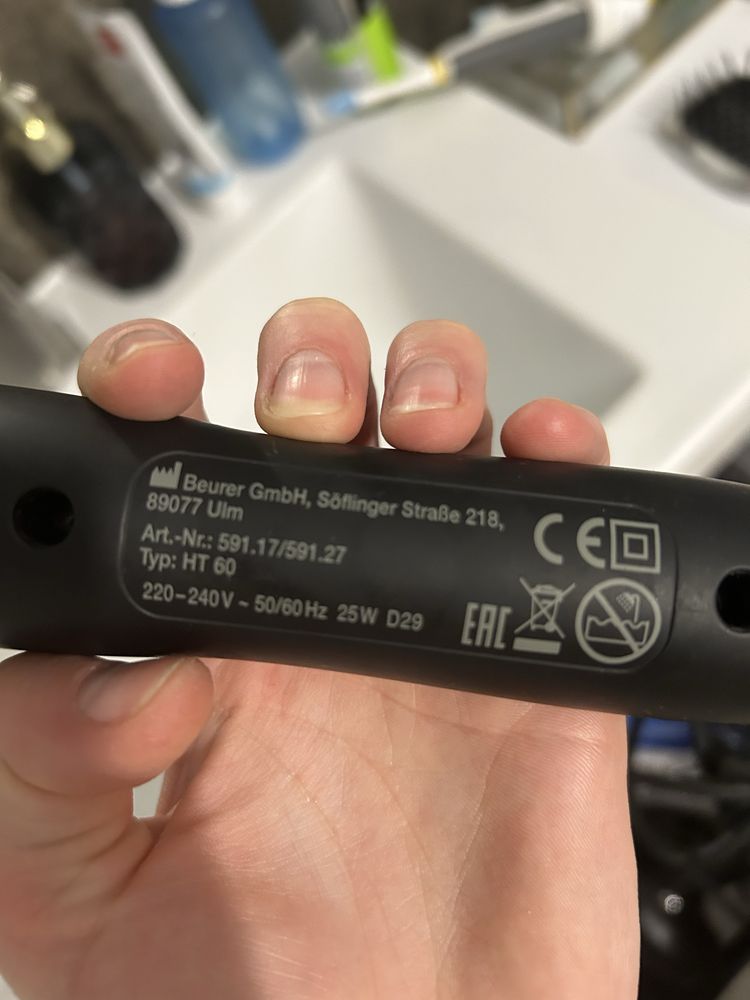 Beurer GmbH, Söflinger Straße 218,
89077 Ulm
Art.-Nr.: 591.17/591.27
Typ: HT 60
220-240V ~ 50/60Hz 25W D29
CE
EAC